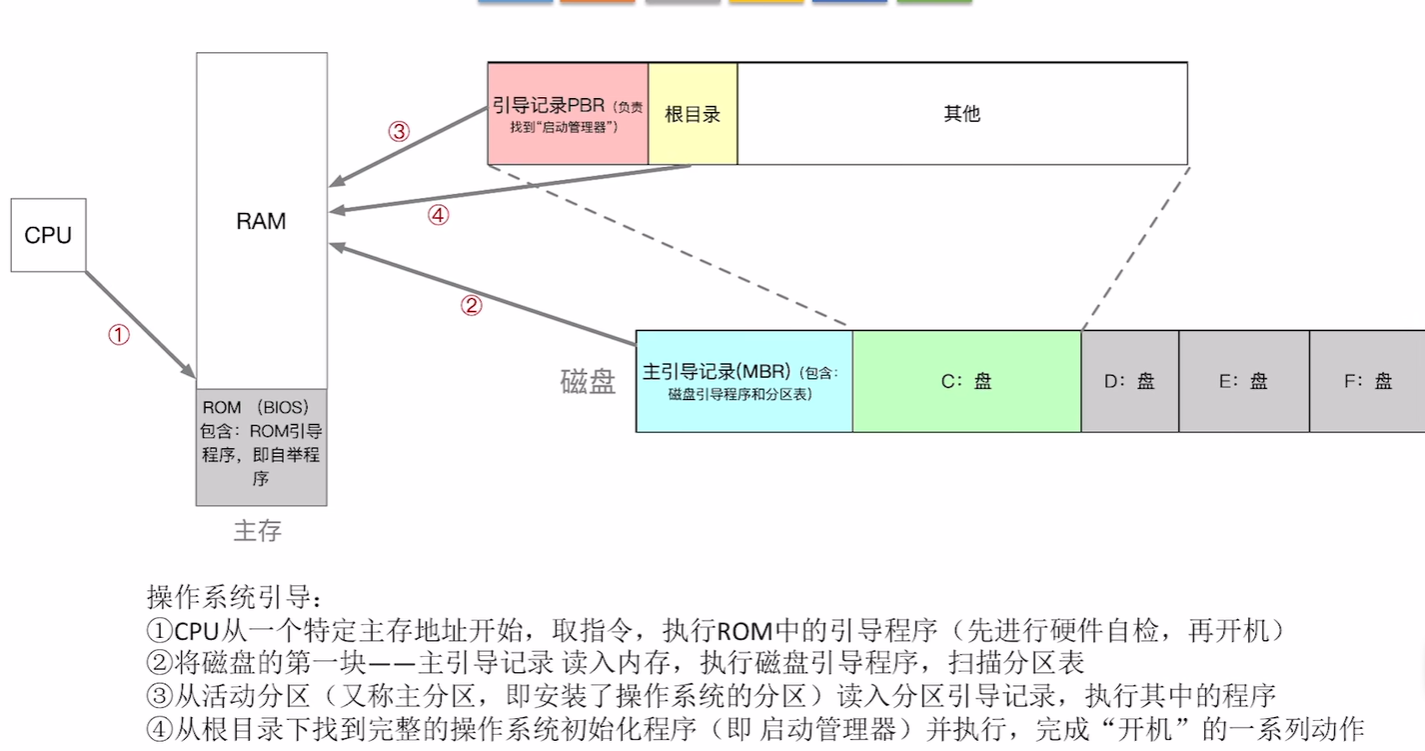 引导记录PBR（负责
找到“启动管理器”）
根目录
其他
③
④
RAM
CPU
②
①
磁盘
主引导记录(MBR)（包含：
磁盘引导程序和分区表）
C：盘
D：盘
E：盘
F：盘
ROM （BIOS）
包含：ROM引导
程序，即自举程
序
主存
操作系统引导：
①CPU从一个特定主存地址开始，取指令，执行ROM中的引导程序（先进行硬件自检，再开机）
②将磁盘的第一块——主引导记录 读入内存，执行磁盘引导程序，扫描分区表
③从活动分区（又称主分区，即安装了操作系统的分区）读入分区引导记录，执行其中的程序
④从根目录下找到完整的操作系统初始化程序（即 启动管理器）并执行，完成“开机”的一系列动作